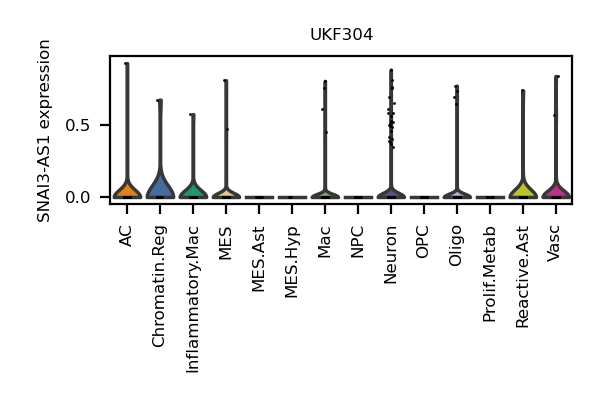 UKF304
SNAI3-AS1 expression
0.5
0.0
AC
Chromatin.Reg
Inflammatory.Mac
MES
MES.Ast
MES.Hyp
Mac
NPC
Neuron
OPC
Oligo
Prolif.Metab
Reactive.Ast
Vasc